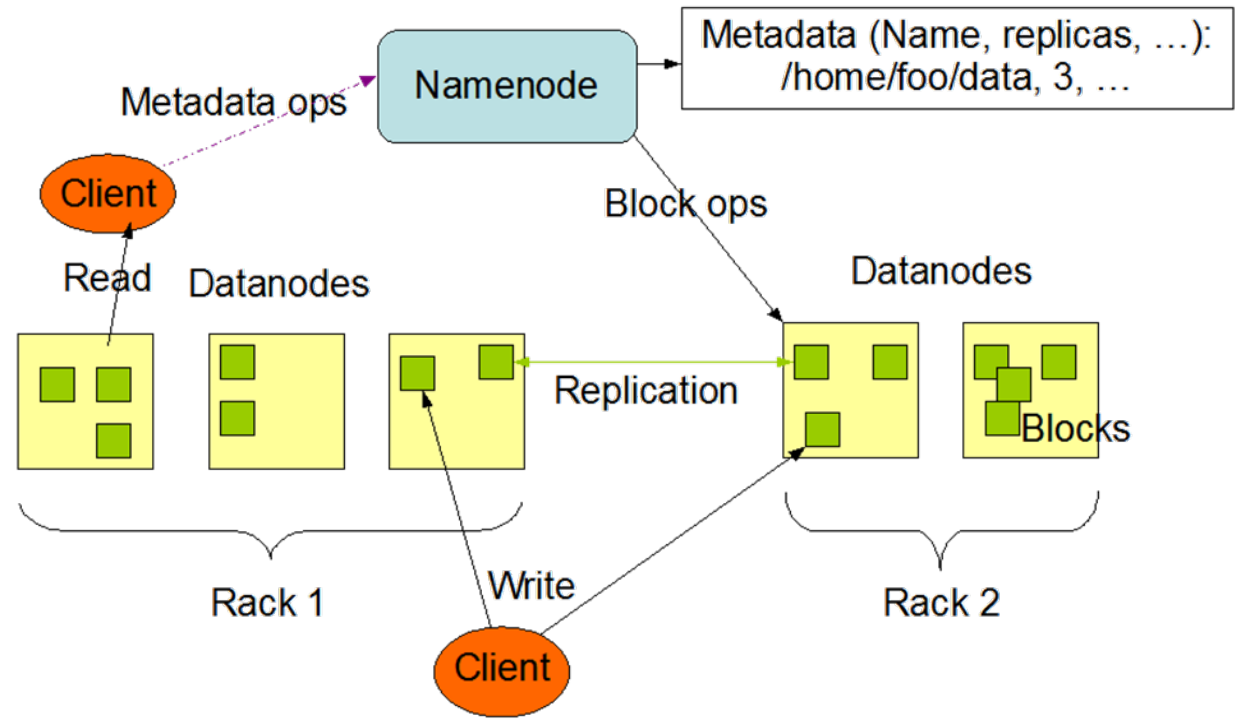 Metadata (Name, replicas, …):
/home/foo/data, 3, …
Namenode
Metadata ops
Client
Block ops
Read
Datanodes
Datanodes
Replication
Blocks
Rack 1
Write
Rack 2
Client